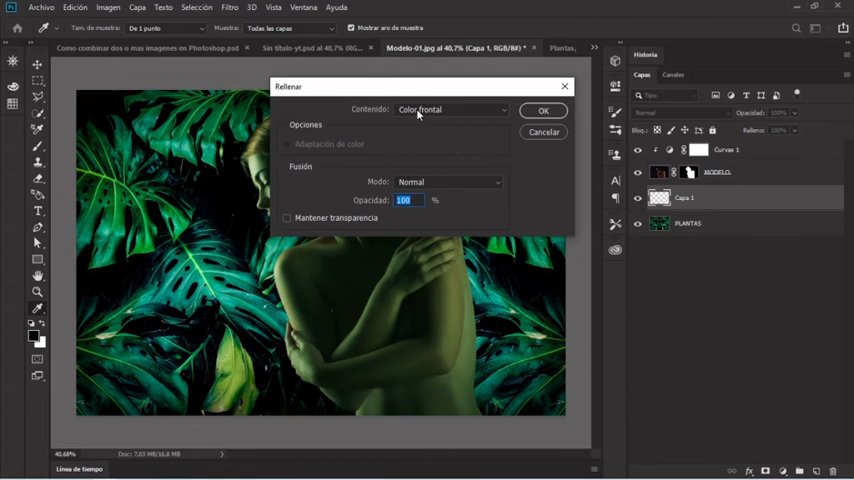 Ps Archivo Edición Imagen Capa Texto Selección Filtro 3D Vista Ventana Ayuda
Tam. de muestra: De 1 punto Muestra: Todas las capas Mostrar aro de muestra
Como combinar dos o mas imagenes en Photoshop.psd × Sin título-yt.psd al 40,7% (RG... × Modelo-01.jpg al 40,7% (Capa 1, RGB/8#) * × Plantas,
Historia
Capas Canales
Tipo
Normal Opacidad: 100%
Bloq.: Relleno: 100%
Curvas 1
MODELO.
Capa 1
PLANTAS
Rellenar
Contenido: Color frontal OK
Opciones
Cancelar
Adaptación de color
Fusión
Modo: Normal
Opacidad: 100 %
Mantener transparencia
40,68% Doc: 7.03 MB/16,8 MB
Línea de tiempo